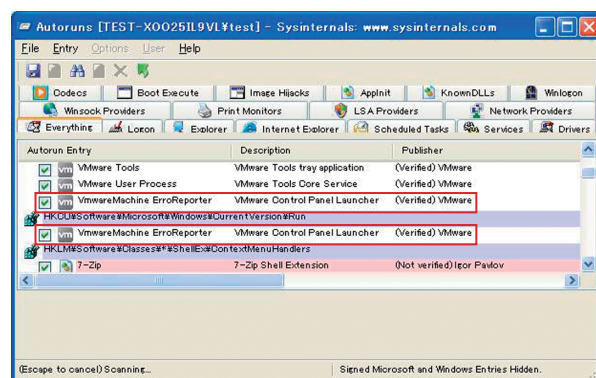 Autoruns [TEST-X0025IL9VL¥test] - Sysinternals: www.sysinternals.com
File Entry Options User Help
Codecs Boot Execute Image Hijacks AppInit KnownDLLs Winlogon
Winsock Providers Print Monitors LSA Providers Network Providers
Everything Logon Explorer Internet Explorer Scheduled Tasks Services Drivers
Autorun Entry Description Publisher
VMware Tools VMware Tools tray application (Verified) VMware
VMware User Process VMware Tools Core Service (Verified) VMware
VmwareMachine ErroReporter VMware Control Panel Launcher (Verified) VMware
HKCU¥Software¥Microsoft¥Windows¥CurrentVersion¥Run
VmwareMachine ErroReporter VMware Control Panel Launcher (Verified) VMware
HKLM¥Software¥Classes¥*¥ShellEx¥ContextMenuHandlers
7-Zip 7-Zip Shell Extension (Not verified) Igor Pavlov
(Escape to cancel) Scanning... Signed Microsoft and Windows Entries Hidden.